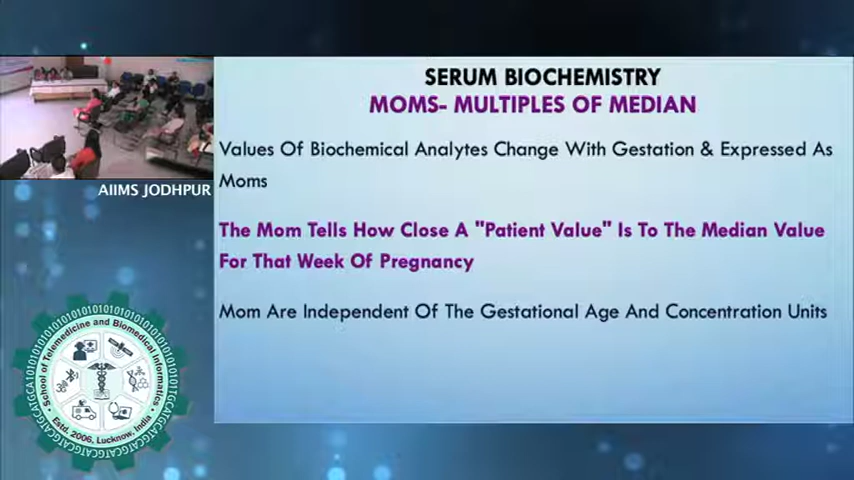 SERUM BIOCHEMISTRY
MOMS- MULTIPLES OF MEDIAN
Values Of Biochemical Analytes Change With Gestation & Expressed As
Moms
The Mom Tells How Close A "Patient Value" Is To The Median Value
For That Week Of Pregnancy
Mom Are Independent Of The Gestational Age And Concentration Units
AIIMS JODHPUR
School of Telemedicine and Biomedical Informatics
Estd. 2006, Lucknow, India